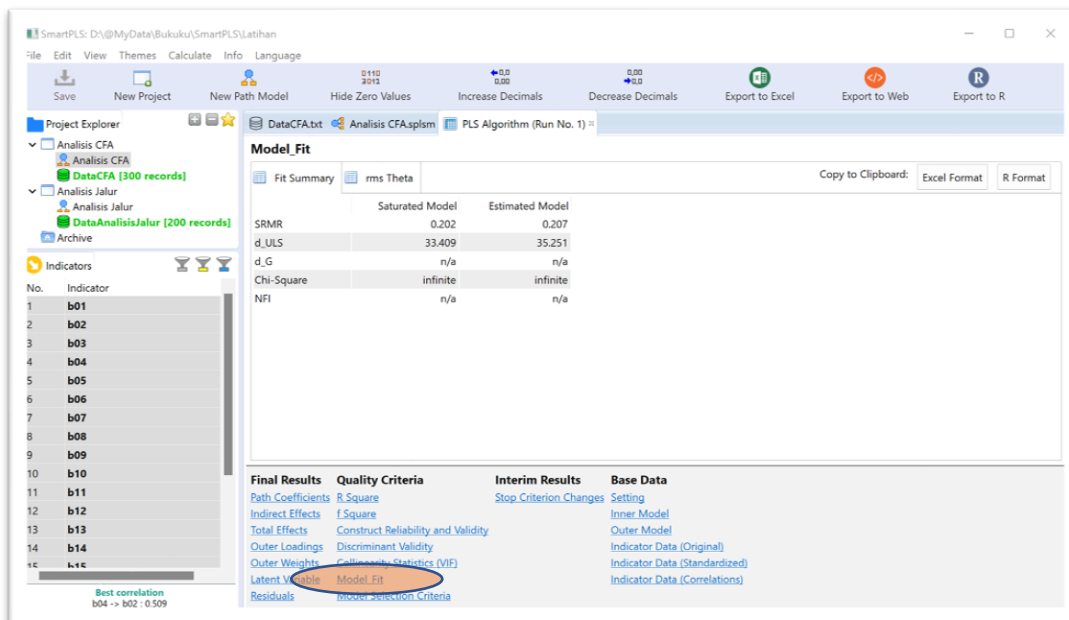 SmartPLS: D:\@MyData\Bukuku\SmartPLS\Latihan
File Edit View Themes Calculate Info Language
Save New Project New Path Model Hide Zero Values Increase Decimals Decrease Decimals Export to Excel Export to Web Export to R
Project Explorer
Analisis CFA
Analisis CFA
DataCFA [300 records]
Analisis Jalur
Analisis Jalur
DataAnalisisJalur [200 records]
Archive
Indicators
No. Indicator
1 b01
2 b02
3 b03
4 b04
5 b05
6 b06
7 b07
8 b08
9 b09
10 b10
11 b11
12 b12
13 b13
14 b14
15 b15
Best correlation
b04 -> b02 : 0.509
DataCFA.txt Analisis CFA.splsm PLS Algorithm (Run No. 1)
Model_Fit
Fit Summary rms Theta Copy to Clipboard: Excel Format R Format
Saturated Model Estimated Model
SRMR 0.202 0.207
d_ULS 33.409 35.251
d_G n/a n/a
Chi-Square infinite infinite
NFI n/a n/a
Final Results Quality Criteria Interim Results Base Data
Path Coefficients R Square Stop Criterion Changes Setting
Indirect Effects f Square Inner Model
Total Effects Construct Reliability and Validity Outer Model
Outer Loadings Discriminant Validity Indicator Data (Original)
Outer Weights Collinearity Statistics (VIF) Indicator Data (Standardized)
Latent Variable Model_Fit Indicator Data (Correlations)
Residuals Model Selection Criteria